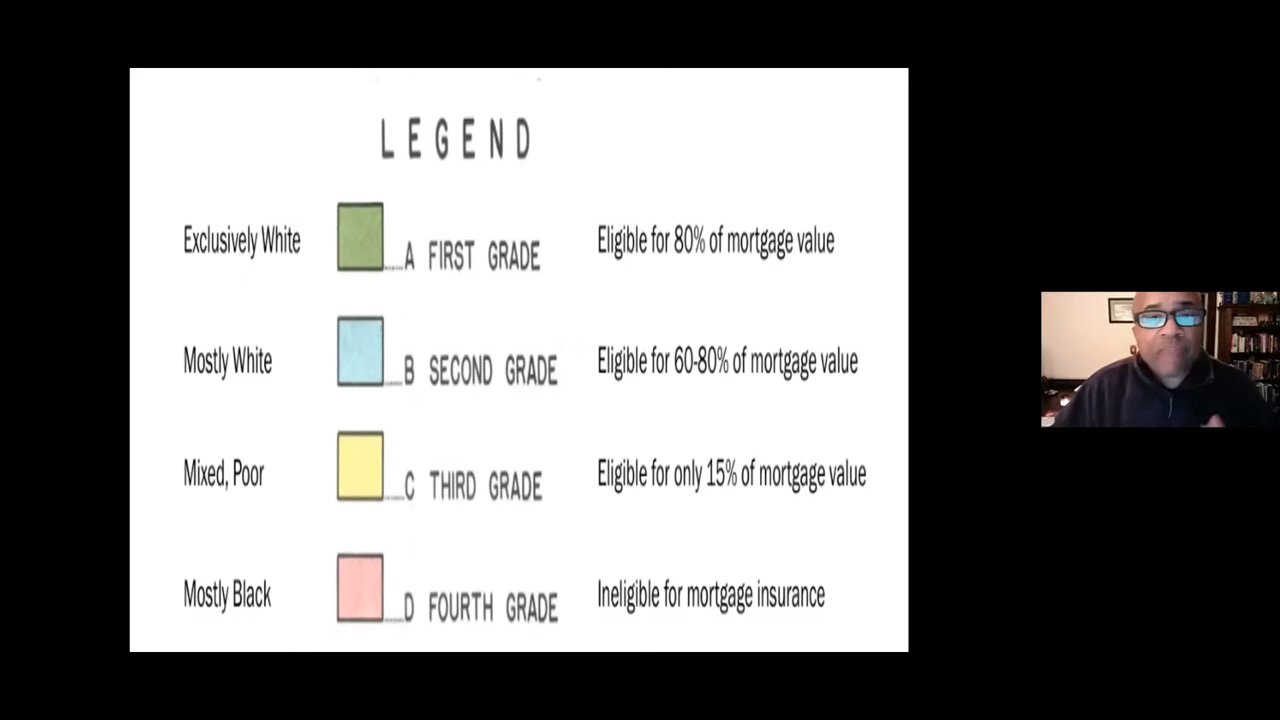 LEGEND
Exclusively White
A FIRST GRADE
Eligible for 80% of mortgage value
Mostly White
B SECOND GRADE
Eligible for 60-80% of mortgage value
Mixed, Poor
C THIRD GRADE
Eligible for only 15% of mortgage value
Mostly Black
D FOURTH GRADE
Ineligible for mortgage insurance